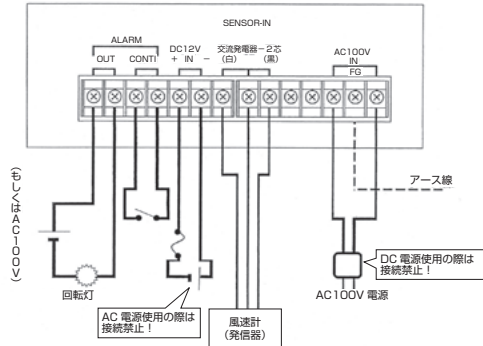 SENSOR-IN
ALARM
OUT CONTI
DC12V
+ IN -
交流発電器-2芯
(白) (黒)
AC100V
IN
FG
アース線
(もしくはAC100V)
回転灯
AC 電源使用の際は
接続禁止！
風速計
(発信器)
DC 電源使用の際は
接続禁止！
AC100V 電源